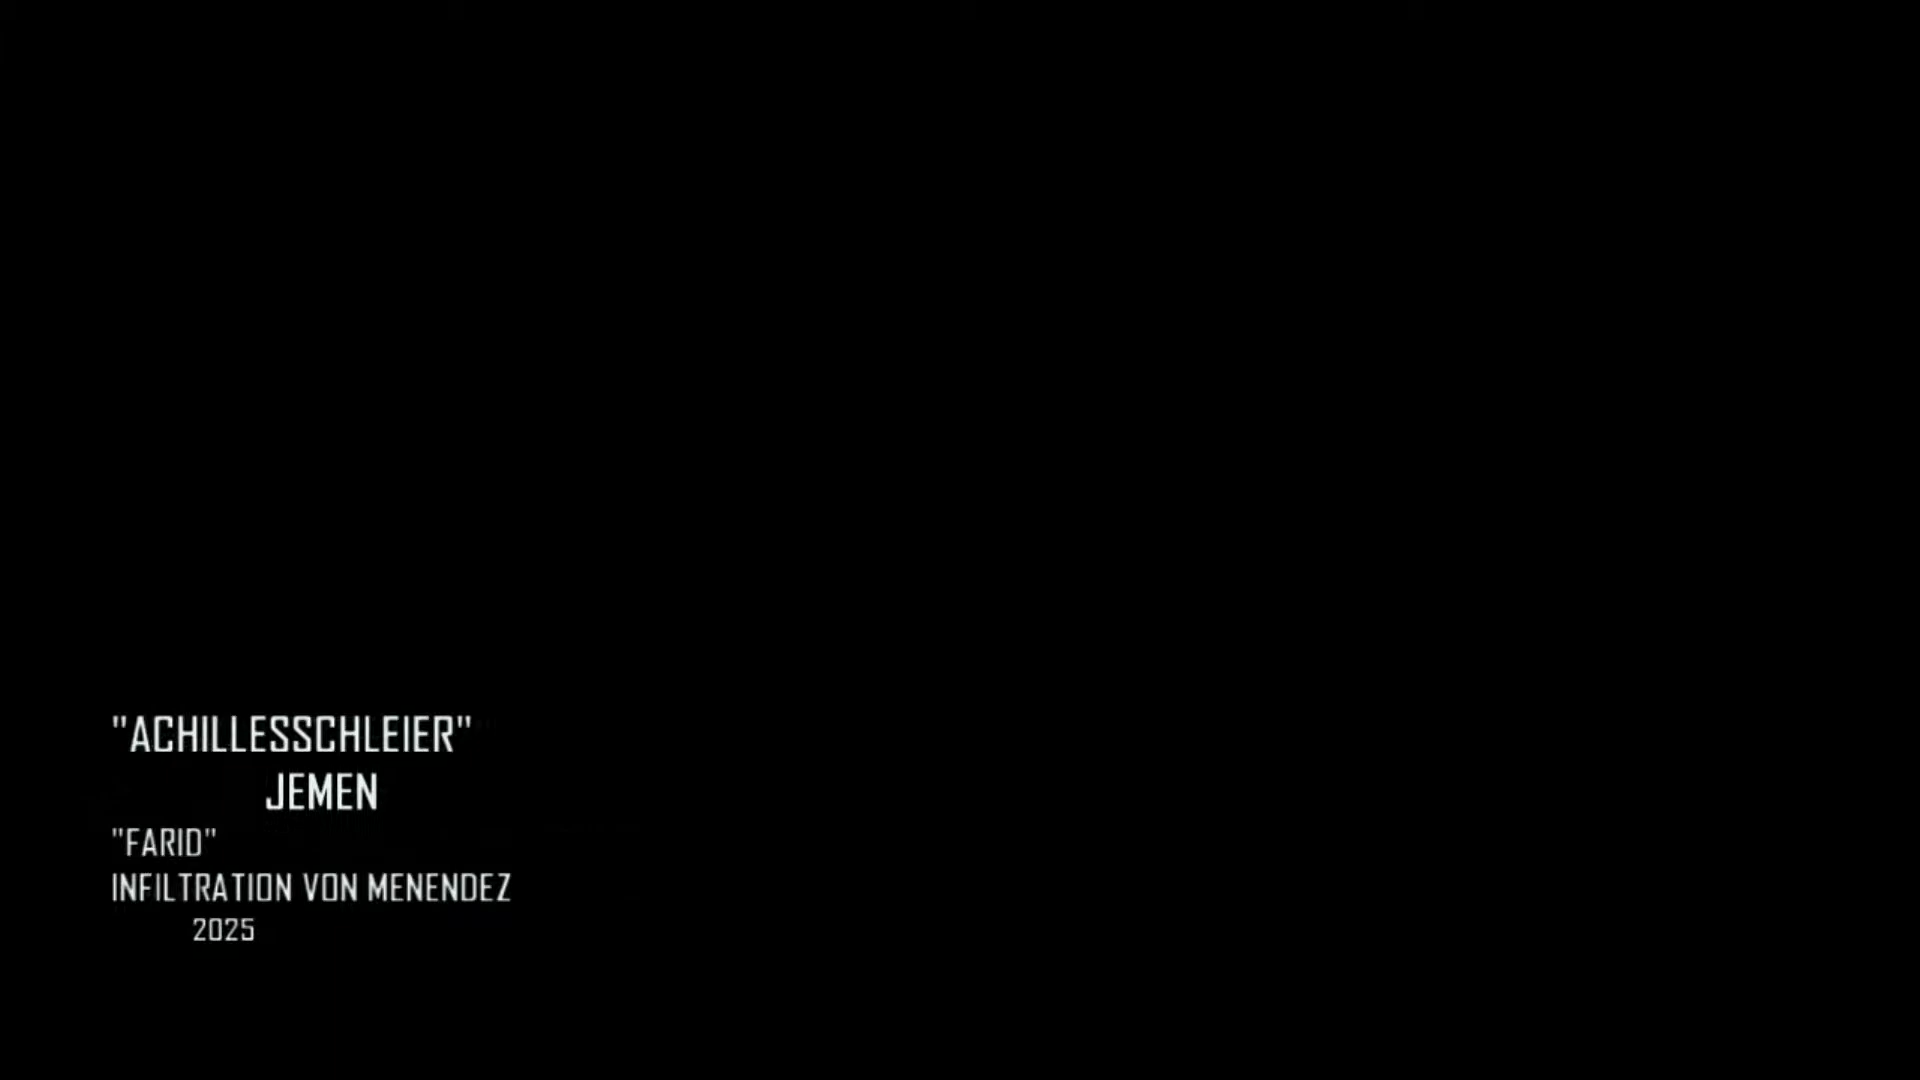 "ACHILLESSCHLEIER"
JEMEN
"FARID"
INFILTRATION VON MENENDEZ
2025